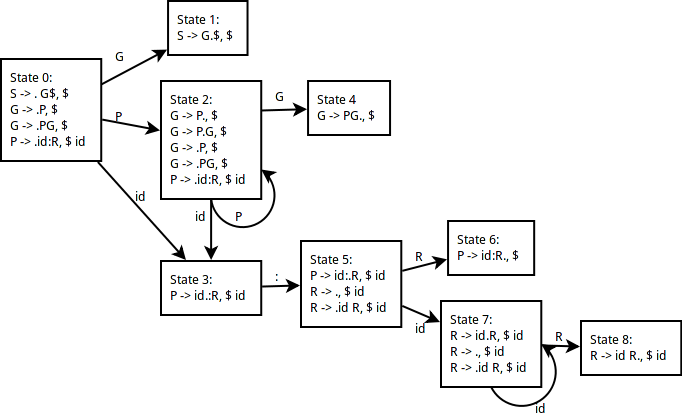 State 1:
S -> G.$, $
G
State 0:
S -> . G$, $
G -> .P, $
G -> .PG, $
P -> .id:R, $ id
P
State 2:
G -> P., $
G -> P.G, $
G -> .P, $
G -> .PG, $
P -> .id:R, $ id
G
State 4
G -> PG., $
id
id
P
State 3:
P -> id.:R, $ id
:
State 5:
P -> id:.R, $ id
R -> ., $ id
R -> .id R, $ id
R
State 6:
P -> id:R., $
id
State 7:
R -> id.R, $ id
R -> ., $ id
R -> .id R, $ id
R
State 8:
R -> id R., $ id
id